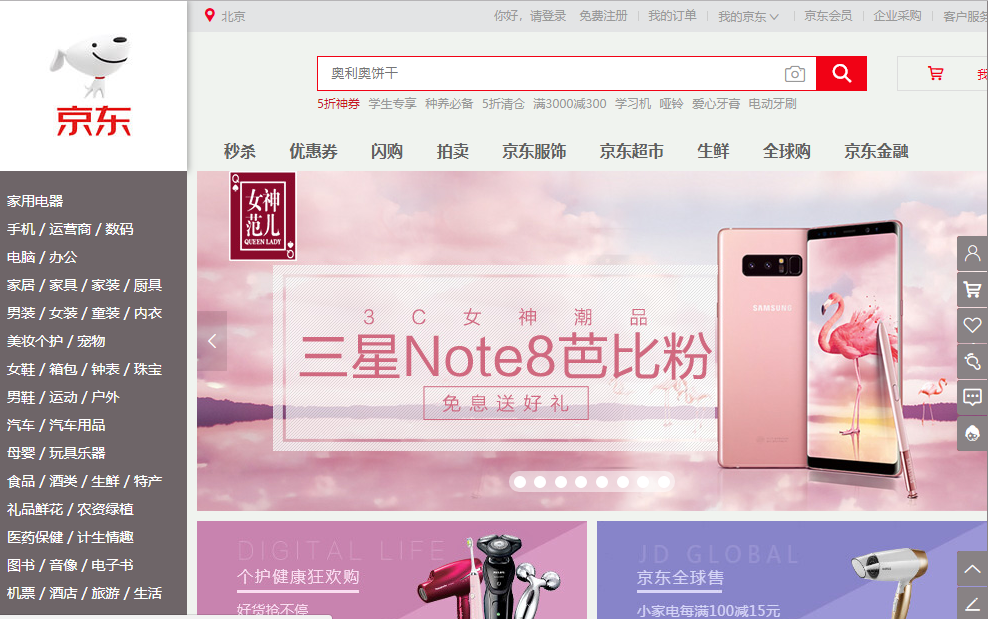 北京
你好，请登录 免费注册 我的订单 我的京东 京东会员 企业采购 客户服务
京东
奥利奥饼干
5折神券 学生专享 种养必备 5折清仓 满3000减300 学习机 哑铃 爱心牙膏 电动牙刷
秒杀 优惠券 闪购 拍卖 京东服饰 京东超市 生鲜 全球购 京东金融
家用电器
手机 / 运营商 / 数码
电脑 / 办公
家居 / 家具 / 家装 / 厨具
男装 / 女装 / 童装 / 内衣
美妆个护 / 宠物
女鞋 / 箱包 / 钟表 / 珠宝
男鞋 / 运动 / 户外
汽车 / 汽车用品
母婴 / 玩具乐器
食品 / 酒类 / 生鲜 / 特产
礼品鲜花 / 农资绿植
医药保健 / 计生情趣
图书 / 音像 / 电子书
机票 / 酒店 / 旅游 / 生活
Q
女神
范儿
QUEEN LADY
Q
3C女神潮品
三星Note8芭比粉
免息送好礼
SAMSUNG
DIGITAL LIFE
个护健康狂欢购
好货抢不停
JD GLOBAL
京东全球售
小家电每满100减15元